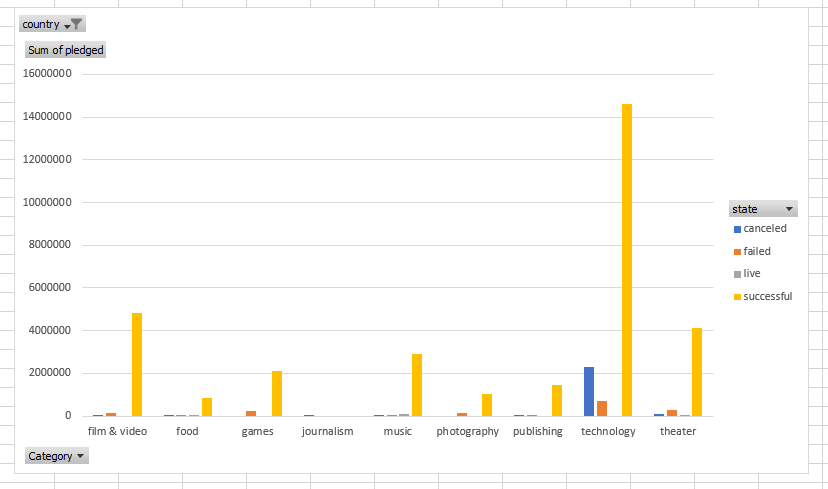 country
Sum of pledged
16000000
14000000
12000000
10000000
8000000
6000000
4000000
2000000
0
film & video food games journalism music photography publishing technology theater
state
canceled
failed
live
successful
Category